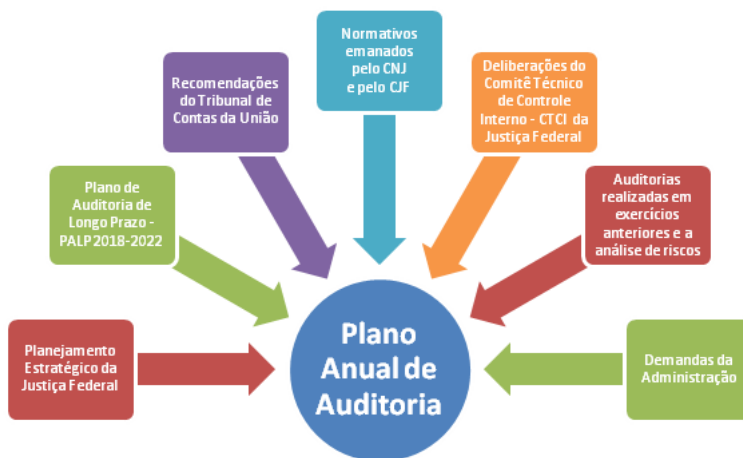 Normativos
emanados
pelo CNJ
e pelo CJF
Recomendações
do Tribunal de
Contas da União
Deliberações do
Comitê Técnico
de Controle
Interno - CTCI da
Justiça Federal
Plano de
Auditoria de
Longo Prazo -
PALP 2018-2022
Auditorias
realizadas em
exercícios
anteriores e a
análise de riscos
Planejamento
Estratégico da
Justiça Federal
Plano
Anual de
Auditoria
Demandas da
Administração